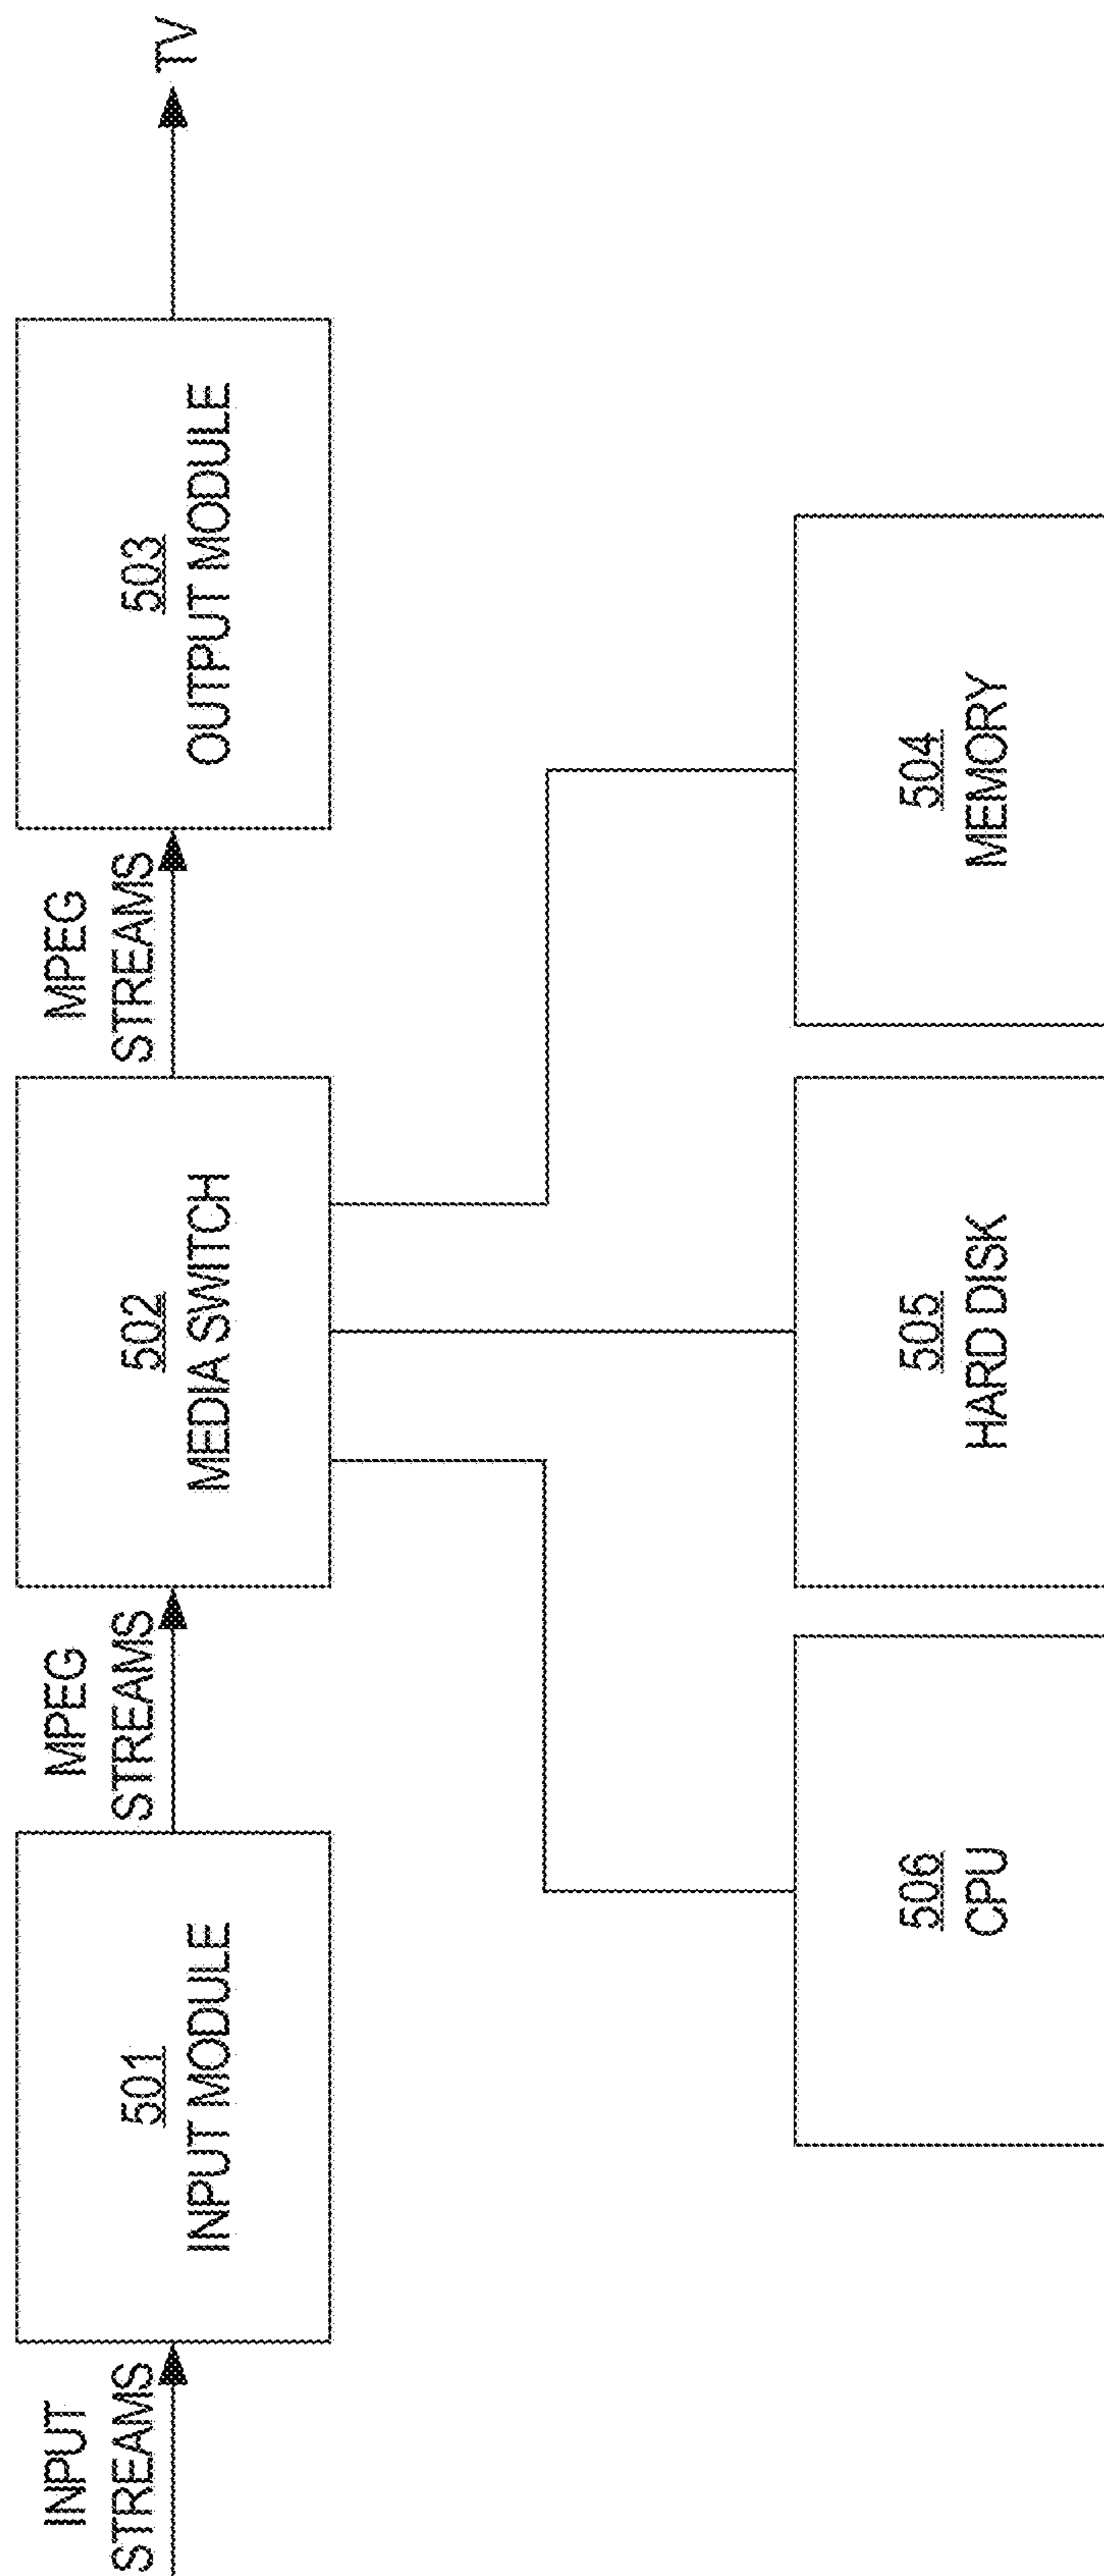 INPUT
STREAMS
501
INPUT MODULE
MPEG
STREAMS
502
MEDIA SWITCH
MPEG
STREAMS
503
OUTPUT MODULE
TV
506
CPU
505
HARD DISK
504
MEMORY